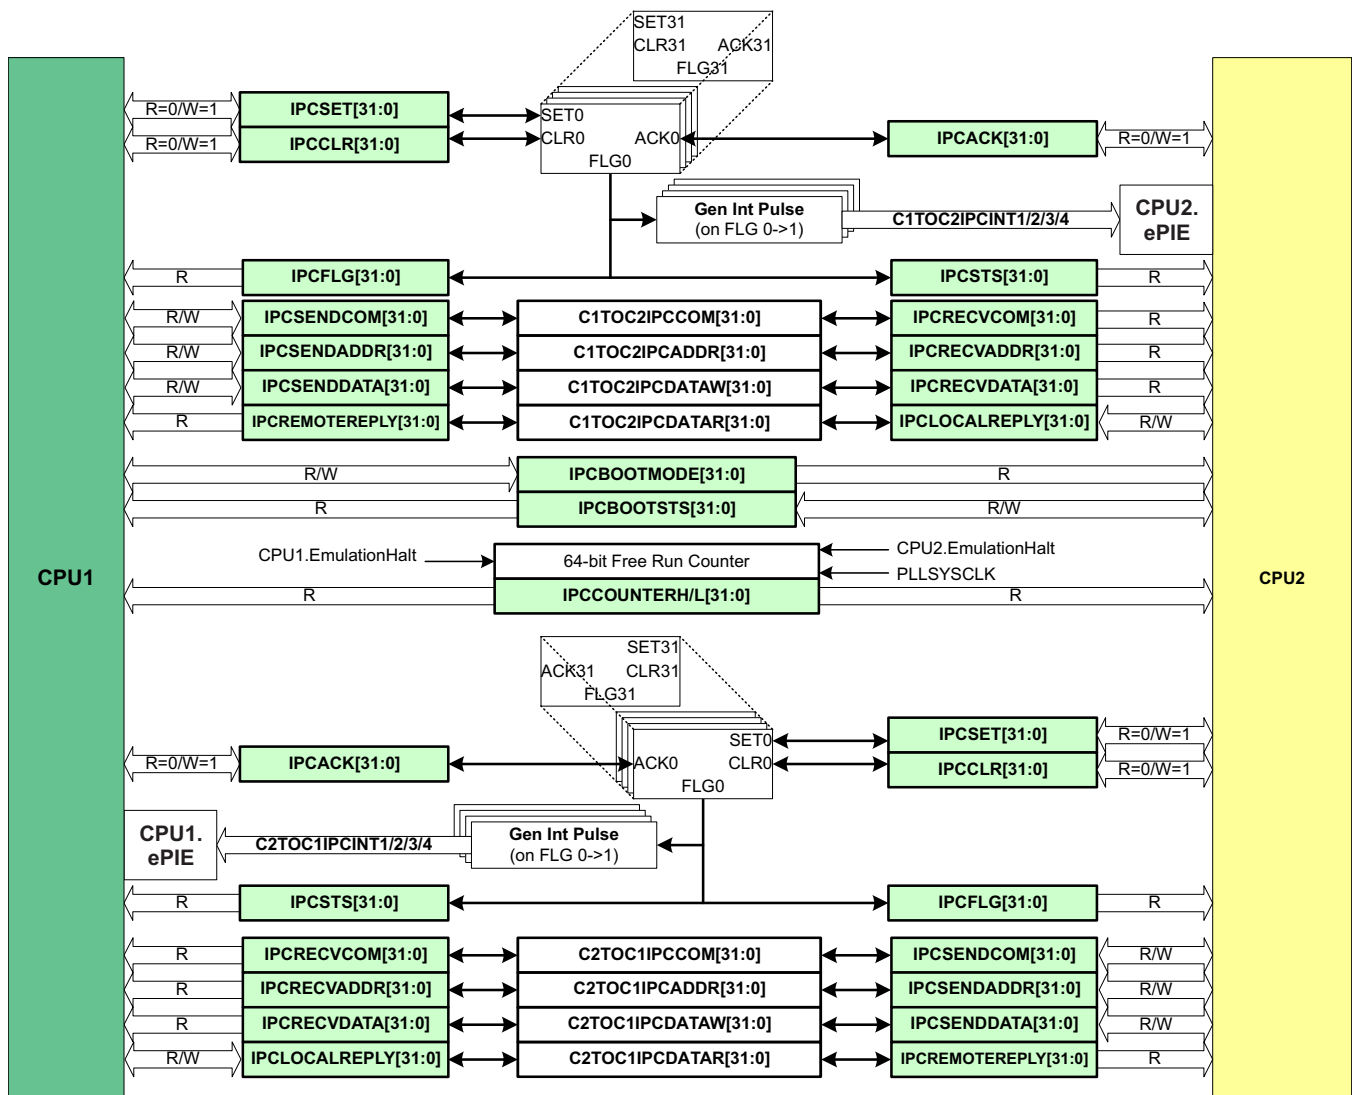 SET31
CLR31 ACK31
FLG31
R=0/W=1 IPCSET[31:0] SET0
R=0/W=1 IPCCLR[31:0] CLR0 ACK0 IPCACK[31:0] R=0/W=1
FLG0
Gen Int Pulse
(on FLG 0->1)
C1TOC2IPCINT1/2/3/4
CPU2.
ePIE
R IPCFLG[31:0] IPCSTS[31:0] R
R/W IPCSENDCOM[31:0] C1TOC2IPCCOM[31:0] IPCRECVCOM[31:0] R
R/W IPCSENDADDR[31:0] C1TOC2IPCADDR[31:0] IPCRECVADDR[31:0] R
R/W IPCSENDDATA[31:0] C1TOC2IPCDATAW[31:0] IPCRECVDATA[31:0] R
R IPCREMOTEREPLY[31:0] C1TOC2IPCDATAR[31:0] IPCLOCALREPLY[31:0] R/W
R/W IPCBOOTMODE[31:0] R
R IPCBOOTSTS[31:0] R/W
CPU1.EmulationHalt 64-bit Free Run Counter CPU2.EmulationHalt
PLLSYSCLK
CPU1
CPU2
R IPCCOUNTERH/L[31:0] R
SET31
ACK31 CLR31
FLG31
SET0 IPCSET[31:0] R=0/W=1
R=0/W=1 IPCACK[31:0] ACK0 CLR0 IPCCLR[31:0] R=0/W=1
FLG0
CPU1.
ePIE
C2TOC1IPCINT1/2/3/4
Gen Int Pulse
(on FLG 0->1)
R IPCSTS[31:0] IPCFLG[31:0] R
R IPCRECVCOM[31:0] C2TOC1IPCCOM[31:0] IPCSENDCOM[31:0] R/W
R IPCRECVADDR[31:0] C2TOC1IPCADDR[31:0] IPCSENDADDR[31:0] R/W
R IPCRECVDATA[31:0] C2TOC1IPCDATAW[31:0] IPCSENDDATA[31:0] R/W
R/W IPCLOCALREPLY[31:0] C2TOC1IPCDATAR[31:0] IPCREMOTEREPLY[31:0] R